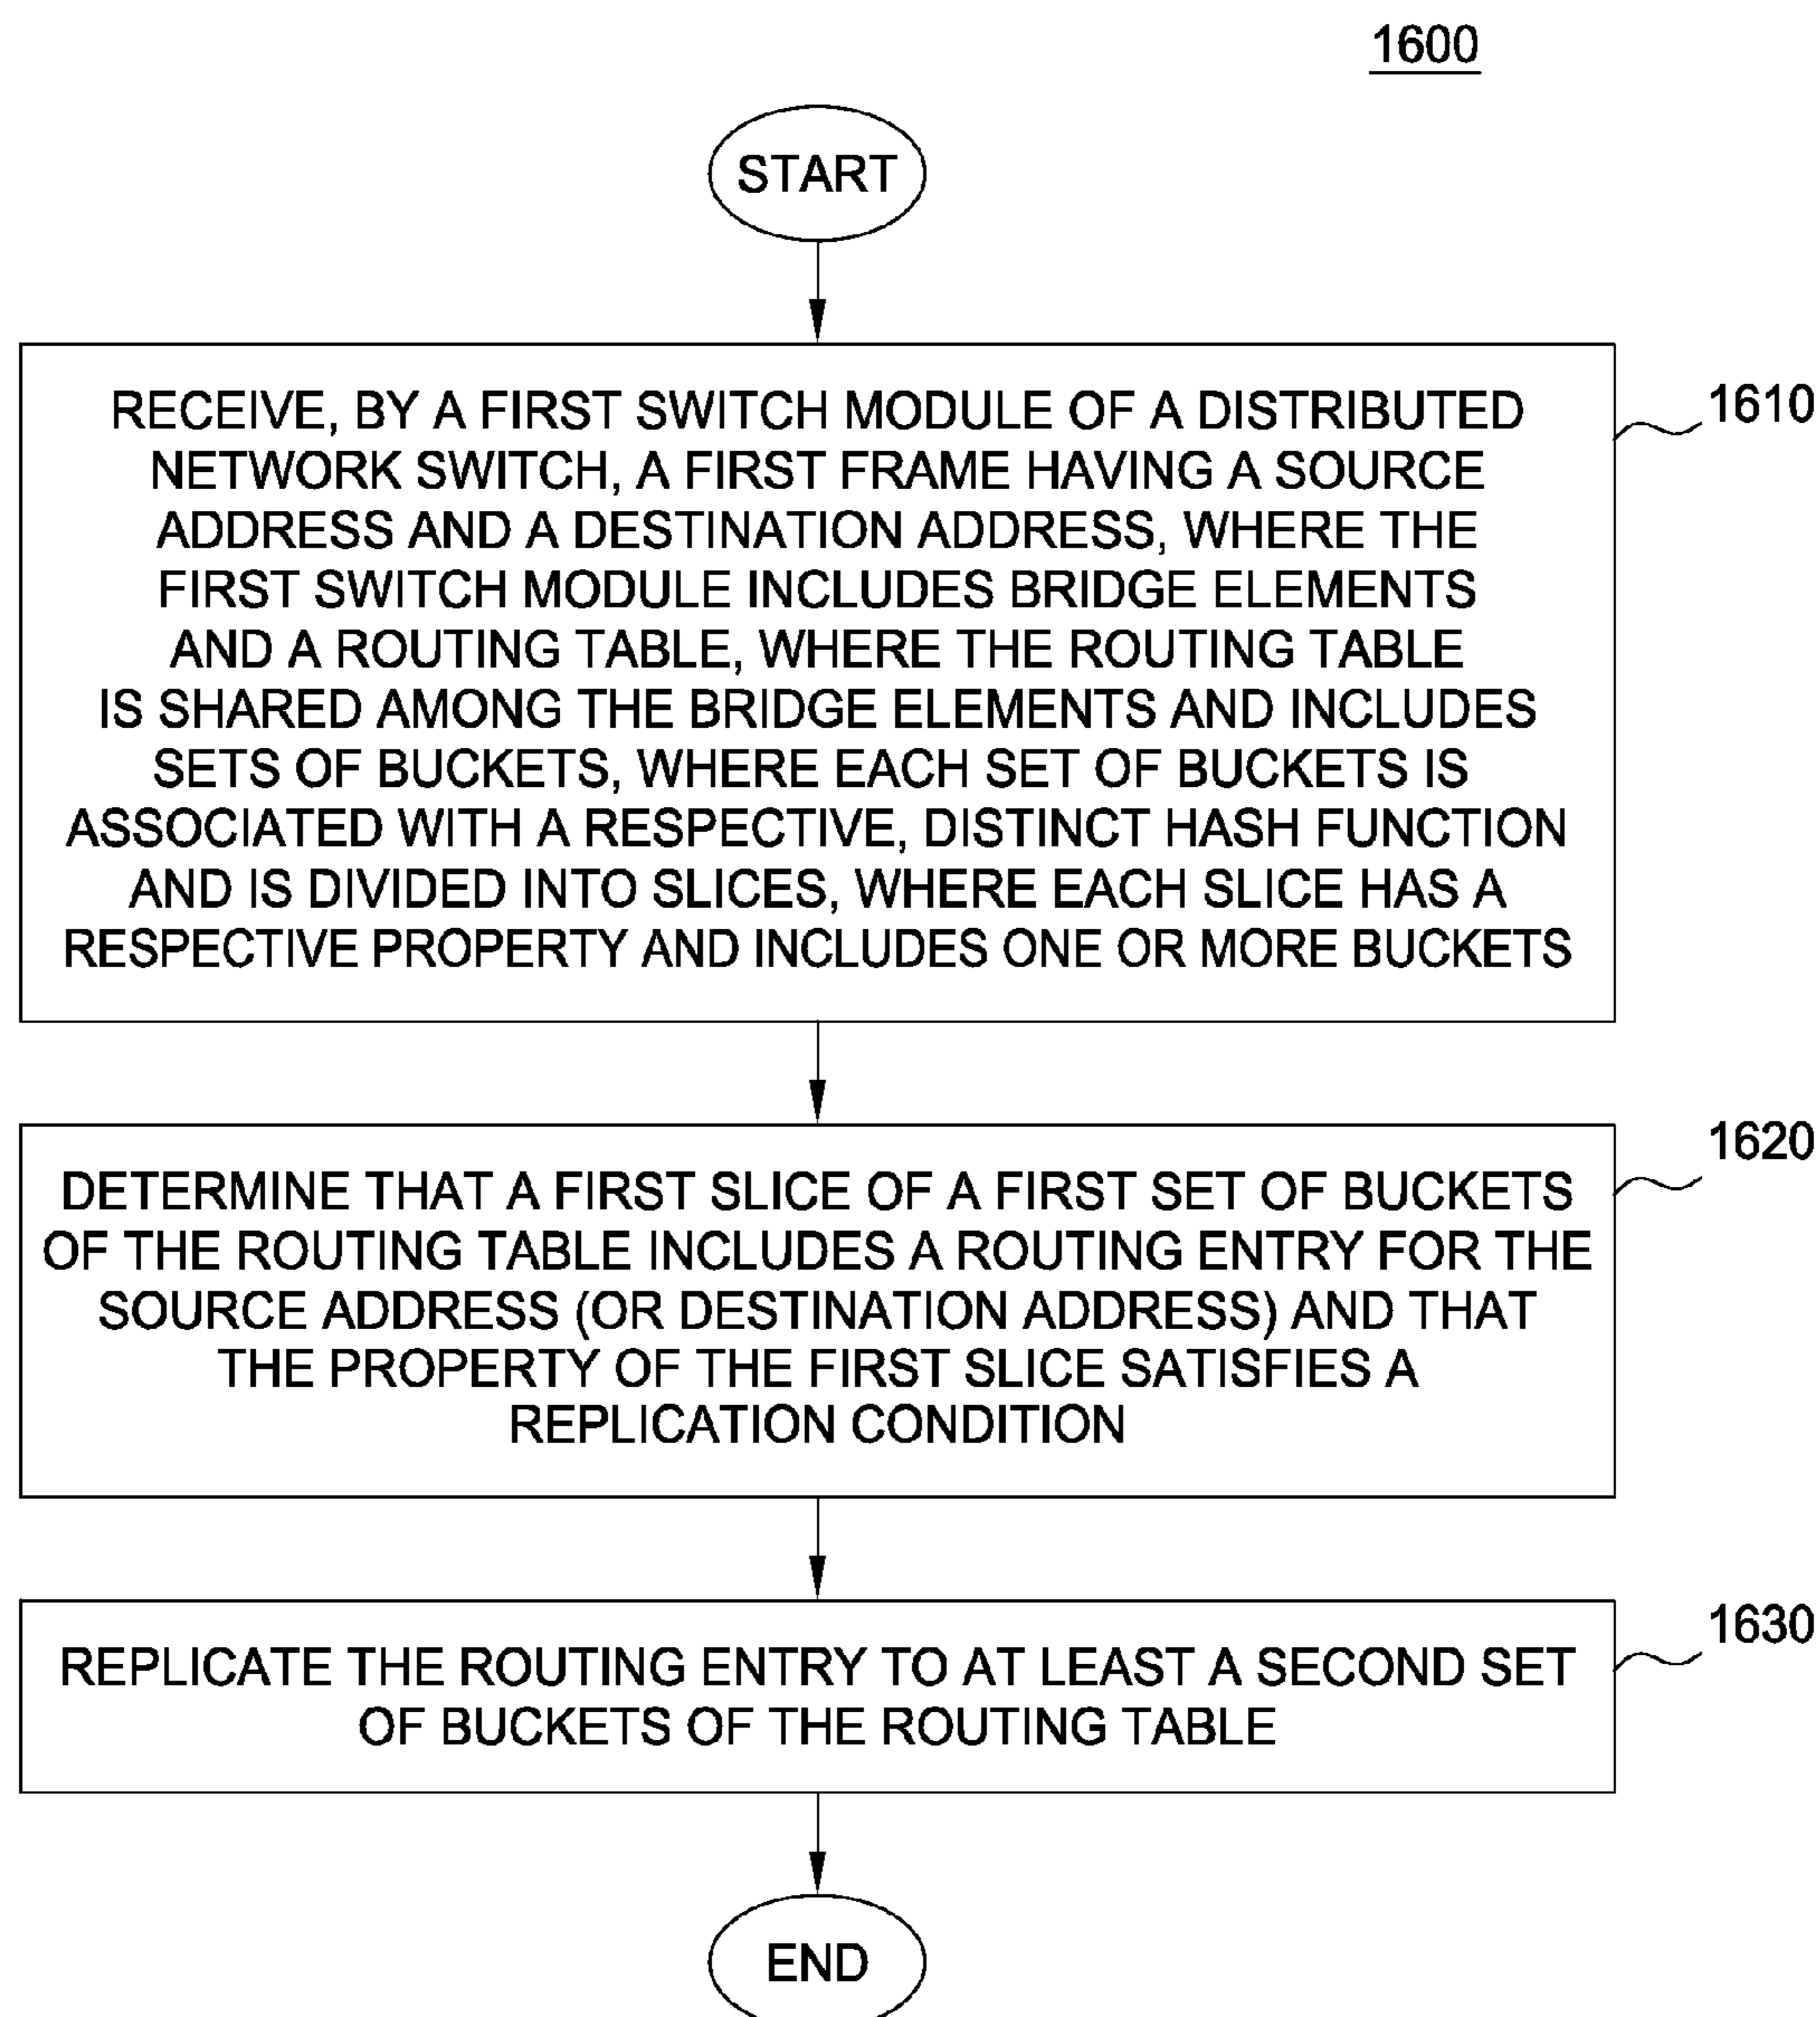 1600
START
RECEIVE, BY A FIRST SWITCH MODULE OF A DISTRIBUTED
NETWORK SWITCH, A FIRST FRAME HAVING A SOURCE
ADDRESS AND A DESTINATION ADDRESS, WHERE THE
FIRST SWITCH MODULE INCLUDES BRIDGE ELEMENTS
AND A ROUTING TABLE, WHERE THE ROUTING TABLE
IS SHARED AMONG THE BRIDGE ELEMENTS AND INCLUDES
SETS OF BUCKETS, WHERE EACH SET OF BUCKETS IS
ASSOCIATED WITH A RESPECTIVE, DISTINCT HASH FUNCTION
AND IS DIVIDED INTO SLICES, WHERE EACH SLICE HAS A
RESPECTIVE PROPERTY AND INCLUDES ONE OR MORE BUCKETS
1610
DETERMINE THAT A FIRST SLICE OF A FIRST SET OF BUCKETS
OF THE ROUTING TABLE INCLUDES A ROUTING ENTRY FOR THE
SOURCE ADDRESS (OR DESTINATION ADDRESS) AND THAT
THE PROPERTY OF THE FIRST SLICE SATISFIES A
REPLICATION CONDITION
1620
REPLICATE THE ROUTING ENTRY TO AT LEAST A SECOND SET
OF BUCKETS OF THE ROUTING TABLE
1630
END